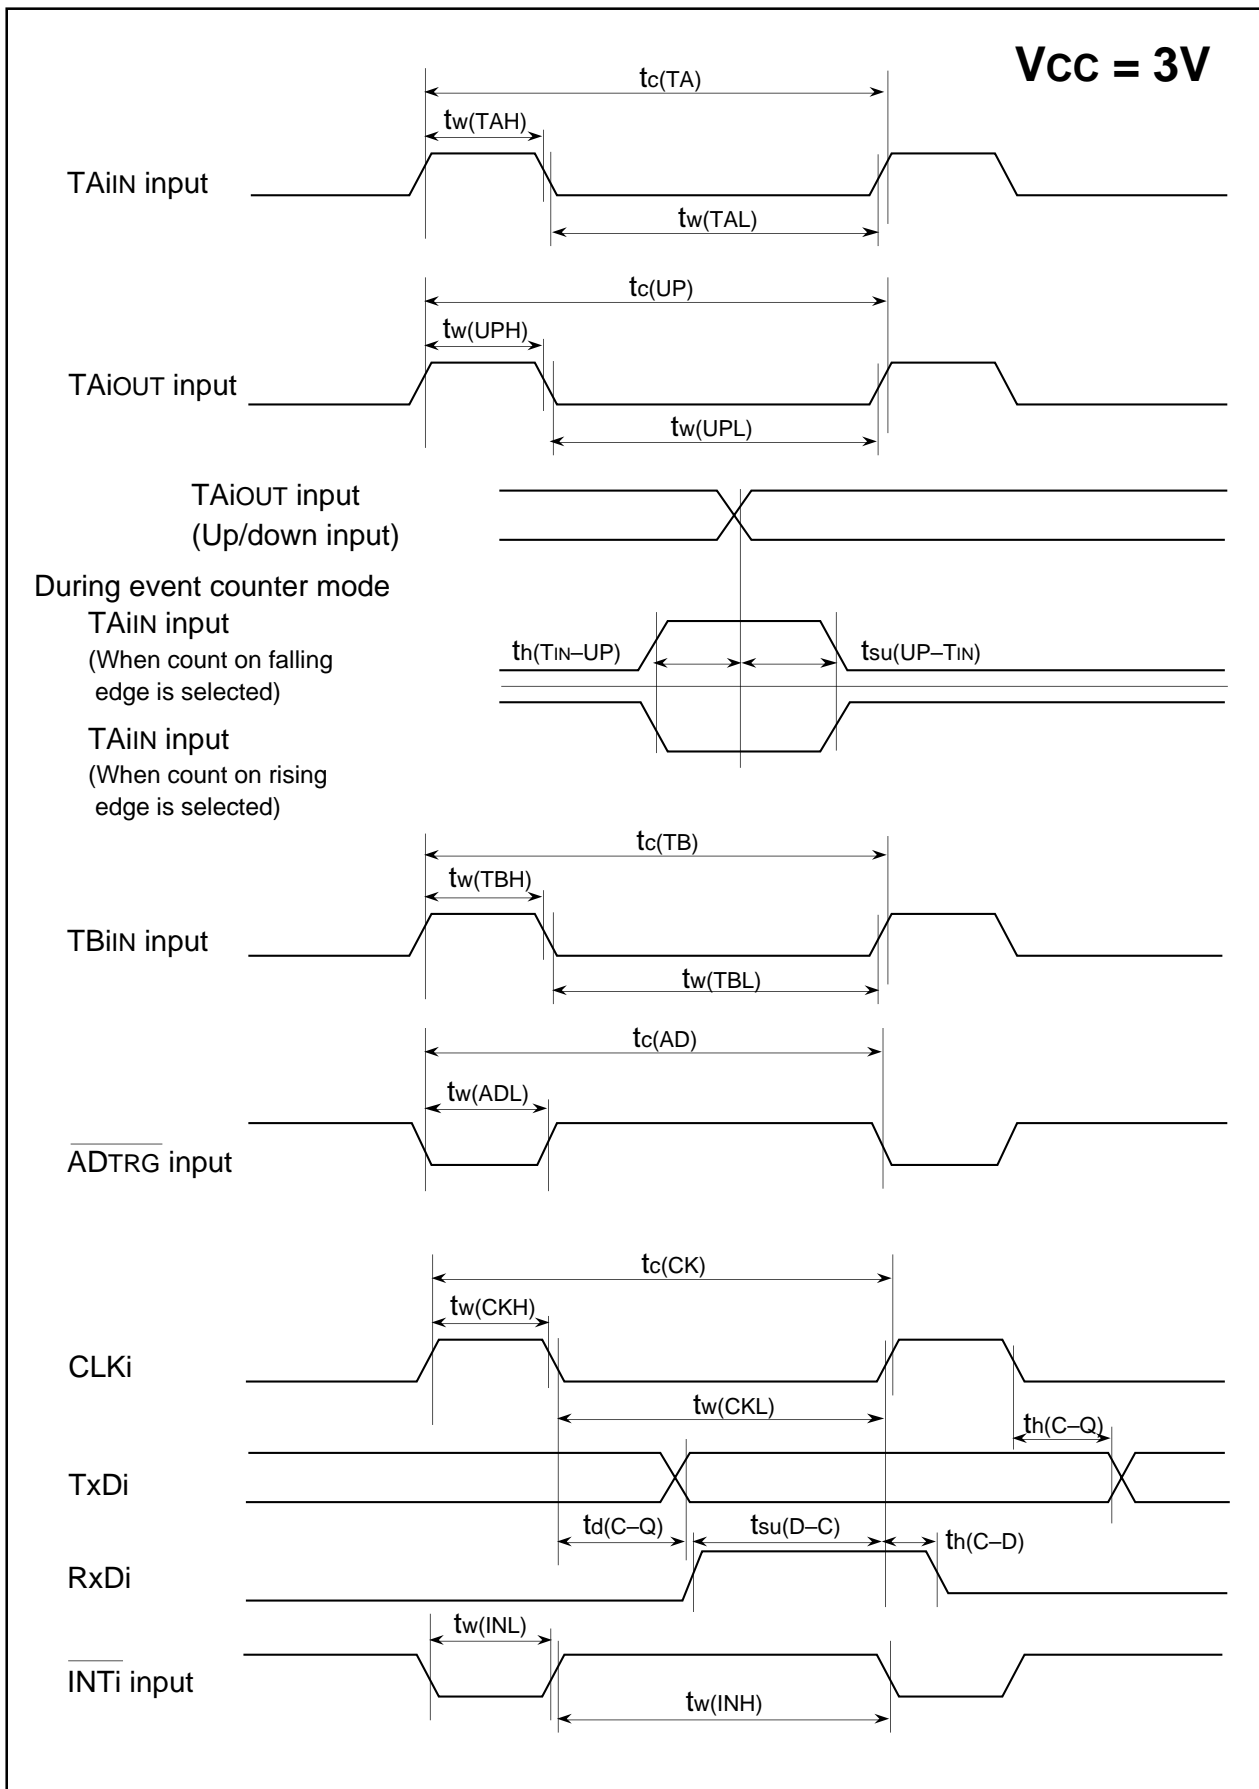 VCC = 3V
tc(TA)
tw(TAH)
TAiIN input
tw(TAL)
tc(UP)
tw(UPH)
TAiOUT input
tw(UPL)
TAiOUT input
(Up/down input)
During event counter mode
TAiIN input
(When count on falling
edge is selected)
th(TIN–UP)
tsu(UP–TIN)
TAiIN input
(When count on rising
edge is selected)
tc(TB)
tw(TBH)
TBiIN input
tw(TBL)
tc(AD)
tw(ADL)
ADTRG input
tc(CK)
tw(CKH)
CLKi
tw(CKL)
th(C–Q)
TxDi
td(C–Q)
tsu(D–C)
th(C–D)
RxDi
tw(INL)
INTi input
tw(INH)